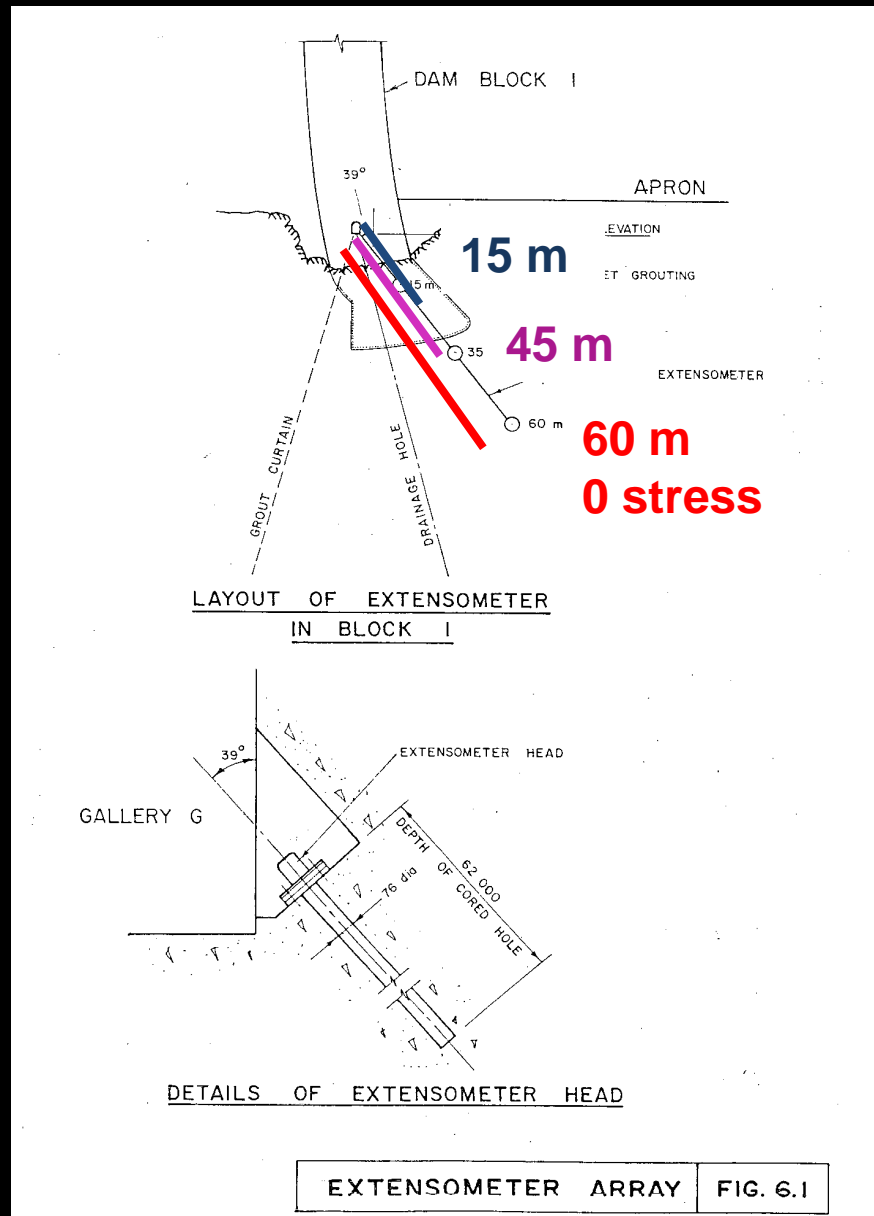 DAM BLOCK I
39°
APRON
.EVATION
15 m
ET GROUTING
15 m
35
45 m
EXTENSOMETER
60 m
60 m
0 stress
GROUT CURTAIN
DRAINAGE HOLE
LAYOUT OF EXTENSOMETER
IN BLOCK I
39°
EXTENSOMETER HEAD
GALLERY G
76 dia
62 000
DEPTH OF CORED HOLE
DETAILS OF EXTENSOMETER HEAD
EXTENSOMETER ARRAY
FIG. 6.1